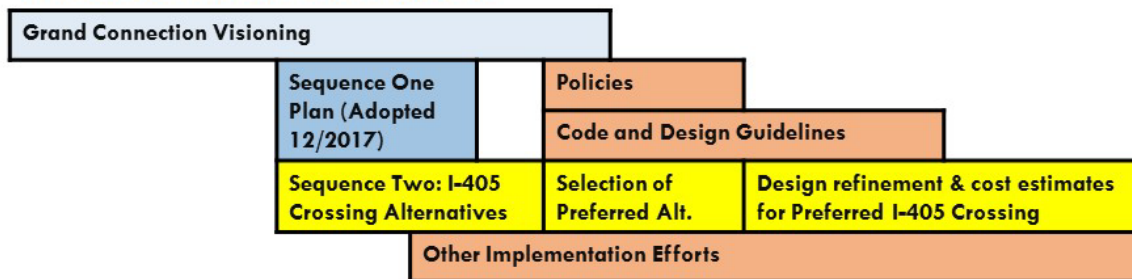 Grand Connection Visioning
Sequence One
Plan (Adopted
12/2017)
Policies
Code and Design Guidelines
Sequence Two: I-405
Crossing Alternatives
Selection of
Preferred Alt.
Design refinement & cost estimates
for Preferred I-405 Crossing
Other Implementation Efforts